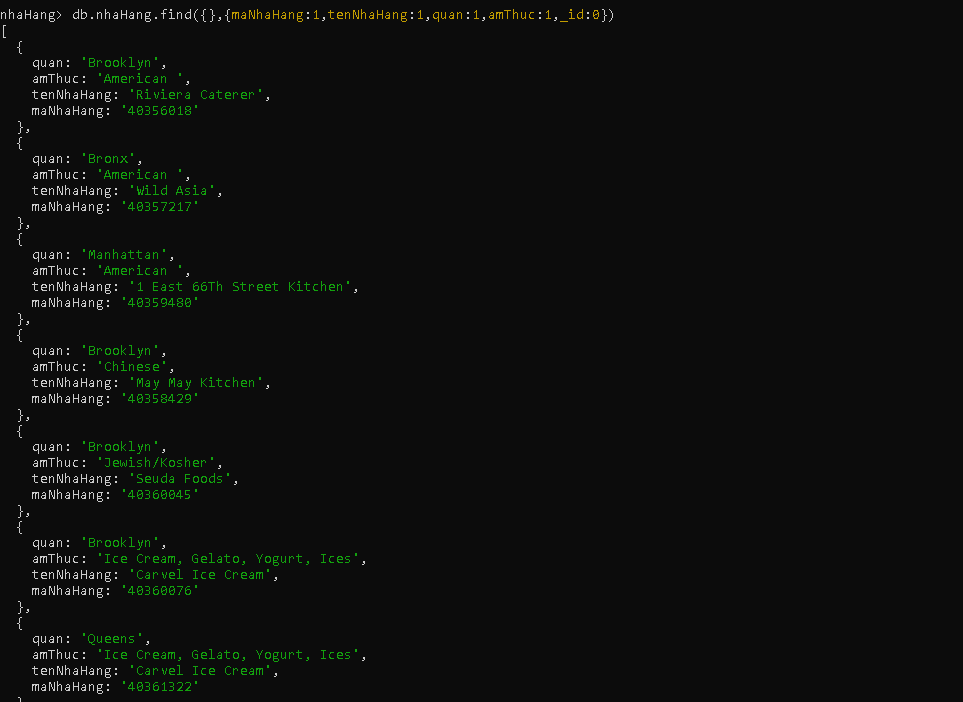 nhaHang> db.nhaHang.find({},{maNhaHang:1,tenNhaHang:1,quan:1,amThuc:1,_id:0})
[
  {
    quan: 'Brooklyn',
    amThuc: 'American ',
    tenNhaHang: 'Riviera Caterer',
    maNhaHang: '40356018'
  },
  {
    quan: 'Bronx',
    amThuc: 'American ',
    tenNhaHang: 'Wild Asia',
    maNhaHang: '40357217'
  },
  {
    quan: 'Manhattan',
    amThuc: 'American ',
    tenNhaHang: '1 East 66Th Street Kitchen',
    maNhaHang: '40359480'
  },
  {
    quan: 'Brooklyn',
    amThuc: 'Chinese',
    tenNhaHang: 'May May Kitchen',
    maNhaHang: '40358429'
  },
  {
    quan: 'Brooklyn',
    amThuc: 'Jewish/Kosher',
    tenNhaHang: 'Seuda Foods',
    maNhaHang: '40360045'
  },
  {
    quan: 'Brooklyn',
    amThuc: 'Ice Cream, Gelato, Yogurt, Ices',
    tenNhaHang: 'Carvel Ice Cream',
    maNhaHang: '40360076'
  },
  {
    quan: 'Queens',
    amThuc: 'Ice Cream, Gelato, Yogurt, Ices',
    tenNhaHang: 'Carvel Ice Cream',
    maNhaHang: '40361322'